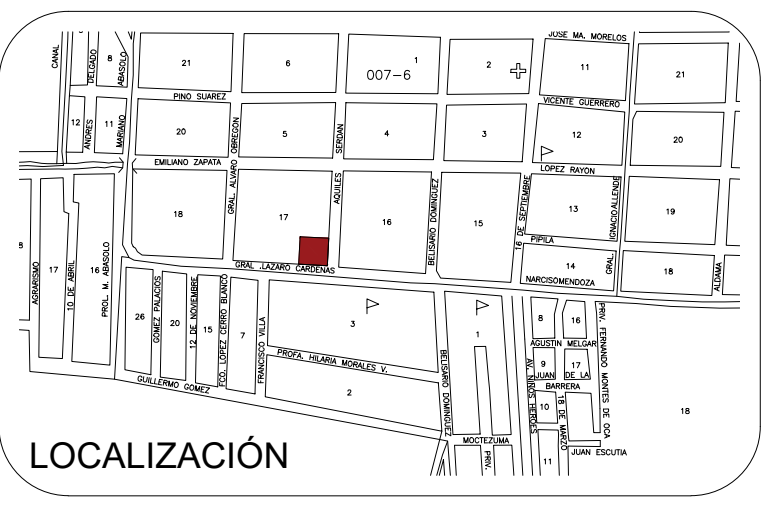 JOSE MA. MORELOS
CANAL
DELGADO
8
ABASOLO
21
6
1
007-6
2
11
21
PINO SUAREZ
VICENTE GUERRERO
12
ANDRES
11
MARIANO
20
GRAL. ALVARO OBREGON
5
SERDAN
4
3
12
20
EMILIANO ZAPATA
LOPEZ RAYON
AGRARISMO
17
10 DE ABRIL
16
PROL. M. ABASOLO
18
17
AQUILES
16
BELISARIO DOMINGUEZ
15
16 DE SEPTIEMBRE
13
IGNACIO ALLENDE
19
PIPILA
GRAL.
14
18
ALDAMA
GRAL .LAZARO CARDENAS
NARCISOMENDOZA
26
GOMEZ PALACIOS
20
12 DE NOVIEMBRE
15
FCO. LOPEZ CERRO BLANCO
7
FRANCISCO VILLA
3
1
8
16
AGUSTIN MELGAR
PROFA. HILARIA MORALES V.
9
17
JUAN DE LA
BARRERA
GUILLERMO GOMEZ
2
BELISARIO DOMINGUEZ
AV. NIÑOS HEROES
10
18 DE MARZO
PRIV. FERNANDO MONTES DE OCA
18
MOCTEZUMA
PRIV.
11
JUAN ESCUTIA
LOCALIZACIÓN